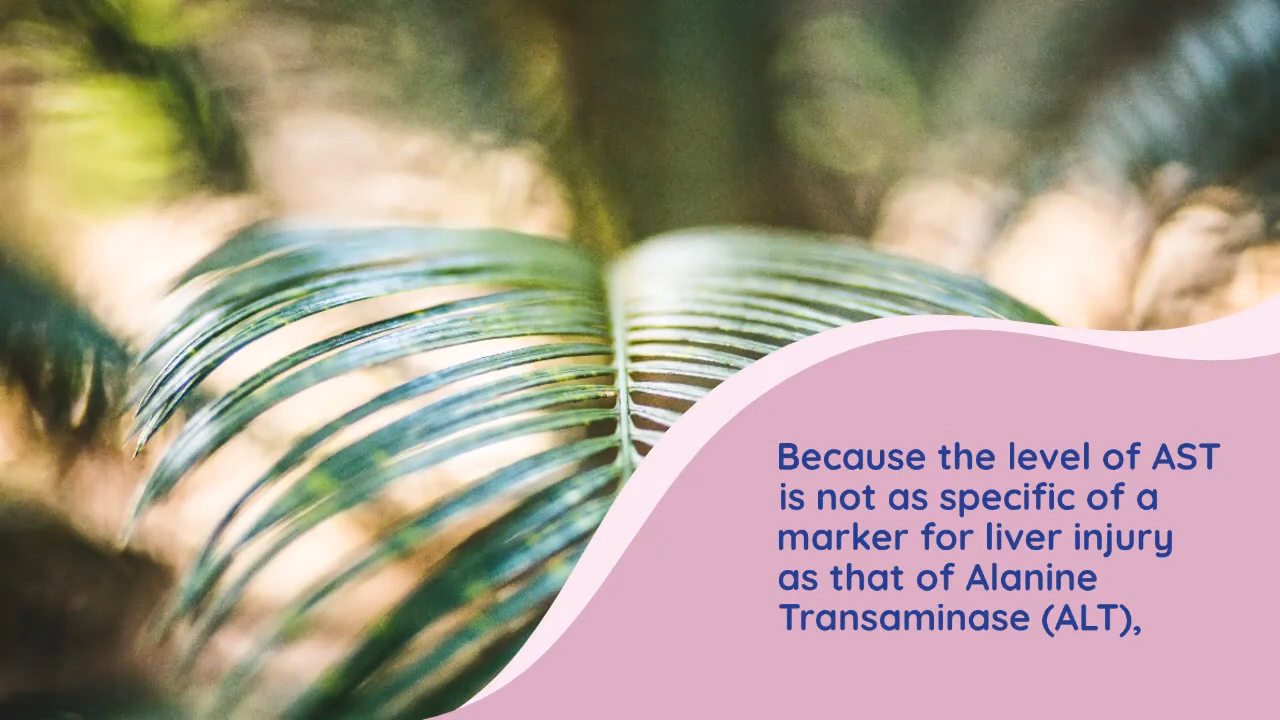 Because the level of AST
is not as specific of a
marker for liver injury
as that of Alanine
Transaminase (ALT),